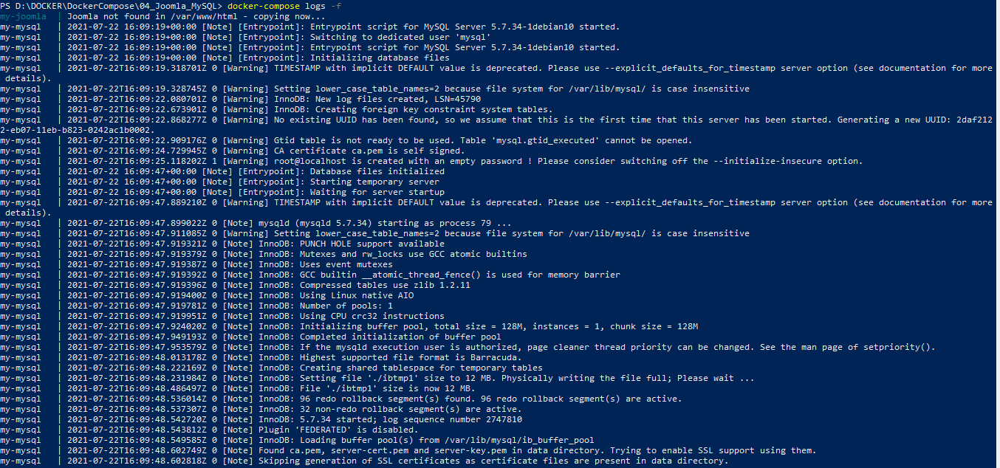 PS D:\DOCKER\DockerCompose\04_Joomla_MySQL> docker-compose logs -f
my-joomla  | Joomla not found in /var/www/html - copying now...
my-mysql   | 2021-07-22 16:09:19+00:00 [Note] [Entrypoint]: Entrypoint script for MySQL Server 5.7.34-1debian10 started.
my-mysql   | 2021-07-22 16:09:19+00:00 [Note] [Entrypoint]: Switching to dedicated user 'mysql'
my-mysql   | 2021-07-22 16:09:19+00:00 [Note] [Entrypoint]: Entrypoint script for MySQL Server 5.7.34-1debian10 started.
my-mysql   | 2021-07-22 16:09:19+00:00 [Note] [Entrypoint]: Initializing database files
my-mysql   | 2021-07-22T16:09:19.318701Z 0 [Warning] TIMESTAMP with implicit DEFAULT value is deprecated. Please use --explicit_defaults_for_timestamp server option (see documentation for more
 details).
my-mysql   | 2021-07-22T16:09:19.328745Z 0 [Warning] Setting lower_case_table_names=2 because file system for /var/lib/mysql/ is case insensitive
my-mysql   | 2021-07-22T16:09:22.080701Z 0 [Warning] InnoDB: New log files created, LSN=45790
my-mysql   | 2021-07-22T16:09:22.673901Z 0 [Warning] InnoDB: Creating foreign key constraint system tables.
my-mysql   | 2021-07-22T16:09:22.868277Z 0 [Warning] No existing UUID has been found, so we assume that this is the first time that this server has been started. Generating a new UUID: 2daf212
2-eb07-11eb-b823-0242ac1b0002.
my-mysql   | 2021-07-22T16:09:22.909176Z 0 [Warning] Gtid table is not ready to be used. Table 'mysql.gtid_executed' cannot be opened.
my-mysql   | 2021-07-22T16:09:24.729945Z 0 [Warning] CA certificate ca.pem is self signed.
my-mysql   | 2021-07-22T16:09:25.118202Z 1 [Warning] root@localhost is created with an empty password ! Please consider switching off the --initialize-insecure option.
my-mysql   | 2021-07-22 16:09:47+00:00 [Note] [Entrypoint]: Database files initialized
my-mysql   | 2021-07-22 16:09:47+00:00 [Note] [Entrypoint]: Starting temporary server
my-mysql   | 2021-07-22 16:09:47+00:00 [Note] [Entrypoint]: Waiting for server startup
my-mysql   | 2021-07-22T16:09:47.889210Z 0 [Warning] TIMESTAMP with implicit DEFAULT value is deprecated. Please use --explicit_defaults_for_timestamp server option (see documentation for more
 details).
my-mysql   | 2021-07-22T16:09:47.899022Z 0 [Note] mysqld (mysqld 5.7.34) starting as process 79 ...
my-mysql   | 2021-07-22T16:09:47.911085Z 0 [Warning] Setting lower_case_table_names=2 because file system for /var/lib/mysql/ is case insensitive
my-mysql   | 2021-07-22T16:09:47.919321Z 0 [Note] InnoDB: PUNCH HOLE support available
my-mysql   | 2021-07-22T16:09:47.919379Z 0 [Note] InnoDB: Mutexes and rw_locks use GCC atomic builtins
my-mysql   | 2021-07-22T16:09:47.919387Z 0 [Note] InnoDB: Uses event mutexes
my-mysql   | 2021-07-22T16:09:47.919392Z 0 [Note] InnoDB: GCC builtin __atomic_thread_fence() is used for memory barrier
my-mysql   | 2021-07-22T16:09:47.919396Z 0 [Note] InnoDB: Compressed tables use zlib 1.2.11
my-mysql   | 2021-07-22T16:09:47.919400Z 0 [Note] InnoDB: Using Linux native AIO
my-mysql   | 2021-07-22T16:09:47.919781Z 0 [Note] InnoDB: Number of pools: 1
my-mysql   | 2021-07-22T16:09:47.919951Z 0 [Note] InnoDB: Using CPU crc32 instructions
my-mysql   | 2021-07-22T16:09:47.924020Z 0 [Note] InnoDB: Initializing buffer pool, total size = 128M, instances = 1, chunk size = 128M
my-mysql   | 2021-07-22T16:09:47.949193Z 0 [Note] InnoDB: Completed initialization of buffer pool
my-mysql   | 2021-07-22T16:09:47.953579Z 0 [Note] InnoDB: If the mysqld execution user is authorized, page cleaner thread priority can be changed. See the man page of setpriority().
my-mysql   | 2021-07-22T16:09:48.013178Z 0 [Note] InnoDB: Highest supported file format is Barracuda.
my-mysql   | 2021-07-22T16:09:48.222169Z 0 [Note] InnoDB: Creating shared tablespace for temporary tables
my-mysql   | 2021-07-22T16:09:48.231984Z 0 [Note] InnoDB: Setting file './ibtmp1' size to 12 MB. Physically writing the file full; Please wait ...
my-mysql   | 2021-07-22T16:09:48.486497Z 0 [Note] InnoDB: File './ibtmp1' size is now 12 MB.
my-mysql   | 2021-07-22T16:09:48.536014Z 0 [Note] InnoDB: 96 redo rollback segment(s) found. 96 redo rollback segment(s) are active.
my-mysql   | 2021-07-22T16:09:48.537307Z 0 [Note] InnoDB: 32 non-redo rollback segment(s) are active.
my-mysql   | 2021-07-22T16:09:48.542720Z 0 [Note] InnoDB: 5.7.34 started; log sequence number 2747810
my-mysql   | 2021-07-22T16:09:48.543812Z 0 [Note] Plugin 'FEDERATED' is disabled.
my-mysql   | 2021-07-22T16:09:48.549585Z 0 [Note] InnoDB: Loading buffer pool(s) from /var/lib/mysql/ib_buffer_pool
my-mysql   | 2021-07-22T16:09:48.602749Z 0 [Note] Found ca.pem, server-cert.pem and server-key.pem in data directory. Trying to enable SSL support using them.
my-mysql   | 2021-07-22T16:09:48.602818Z 0 [Note] Skipping generation of SSL certificates as certificate files are present in data directory.